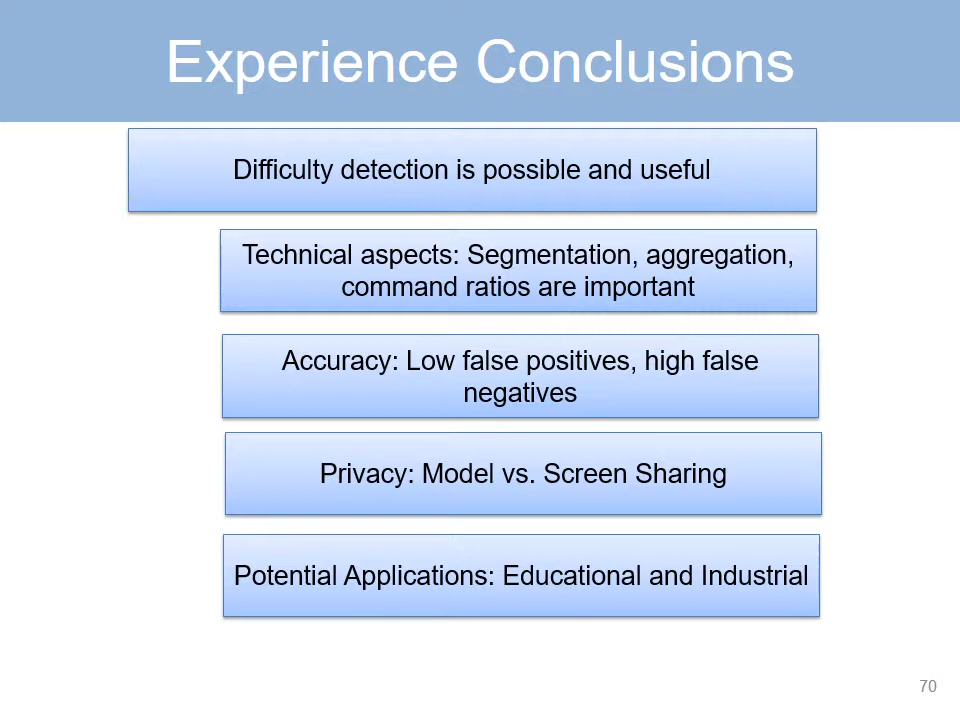 Experience Conclusions
Difficulty detection is possible and useful
Technical aspects: Segmentation, aggregation,
command ratios are important
Accuracy: Low false positives, high false
negatives
Privacy: Model vs. Screen Sharing
Potential Applications: Educational and Industrial
70